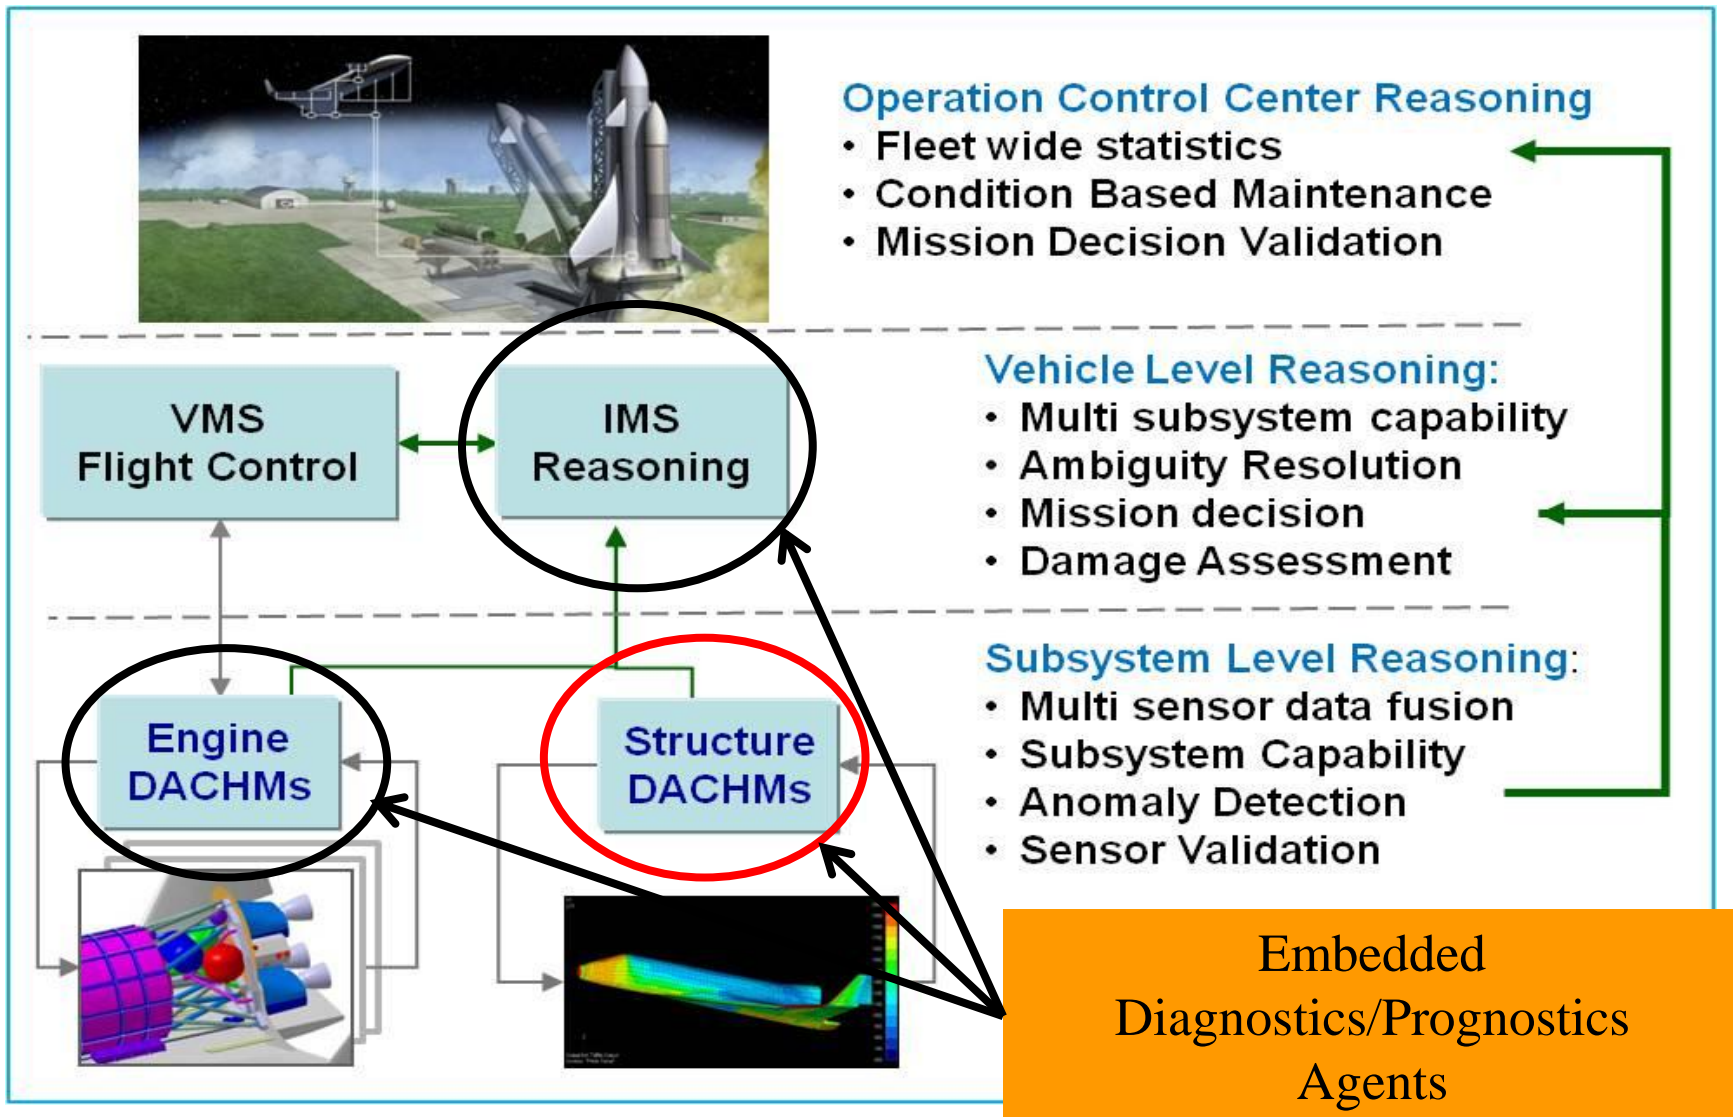 Operation Control Center Reasoning
• Fleet wide statistics
• Condition Based Maintenance
• Mission Decision Validation
VMS
Flight Control
IMS
Reasoning
Vehicle Level Reasoning:
• Multi subsystem capability
• Ambiguity Resolution
• Mission decision
• Damage Assessment
Engine
DACHMs
Structure
DACHMs
Subsystem Level Reasoning:
• Multi sensor data fusion
• Subsystem Capability
• Anomaly Detection
• Sensor Validation
Embedded
Diagnostics/Prognostics
Agents